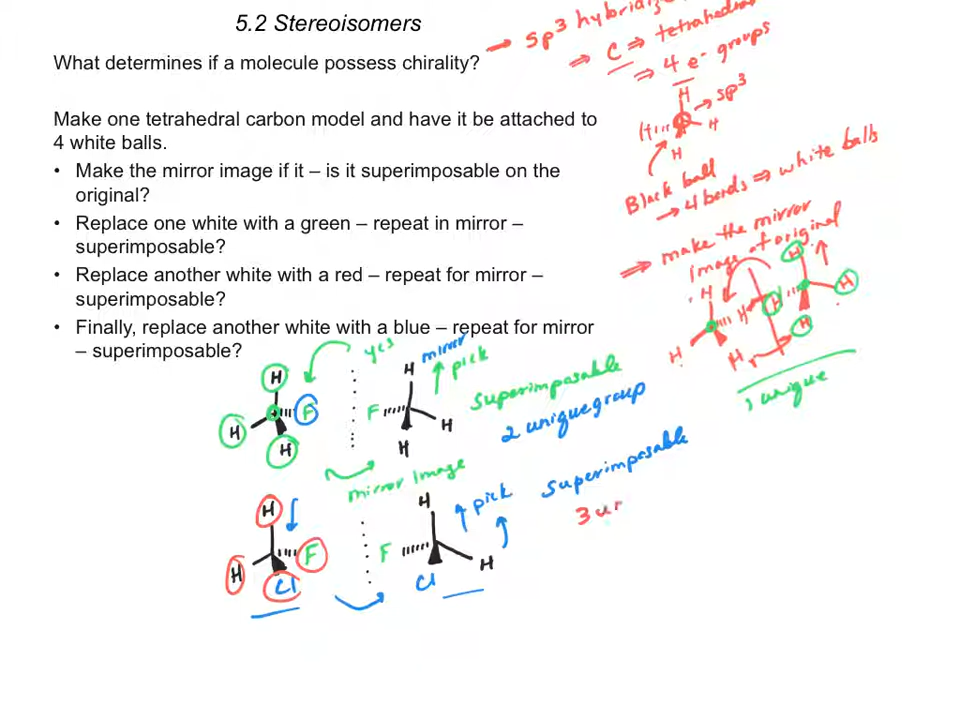 5.2 Stereoisomers
→ sp³ hybridiz
What determines if a molecule possess chirality?
⇒ C ⇒ tetrahedra
⇒ 4 e- groups
H
→ sp³
H
H
H
Make one tetrahedral carbon model and have it be attached to
4 white balls.
Black ball
→ 4 bonds ⇒ white balls
• Make the mirror image if it – is it superimposable on the
original?
• Replace one white with a green – repeat in mirror –
superimposable?
• Replace another white with a red – repeat for mirror –
superimposable?
• Finally, replace another white with a blue – repeat for mirror
– superimposable?
⇒ make the mirror
image of original
H
H
H
H
H
H
H
H
1 unique
yes
mirror
pick
H
F
H
H
H
F
H
H
superimposable
2 unique group
mirror image
H
F
H
Cl
H
F
H
Cl
pick
superimposable
3 un